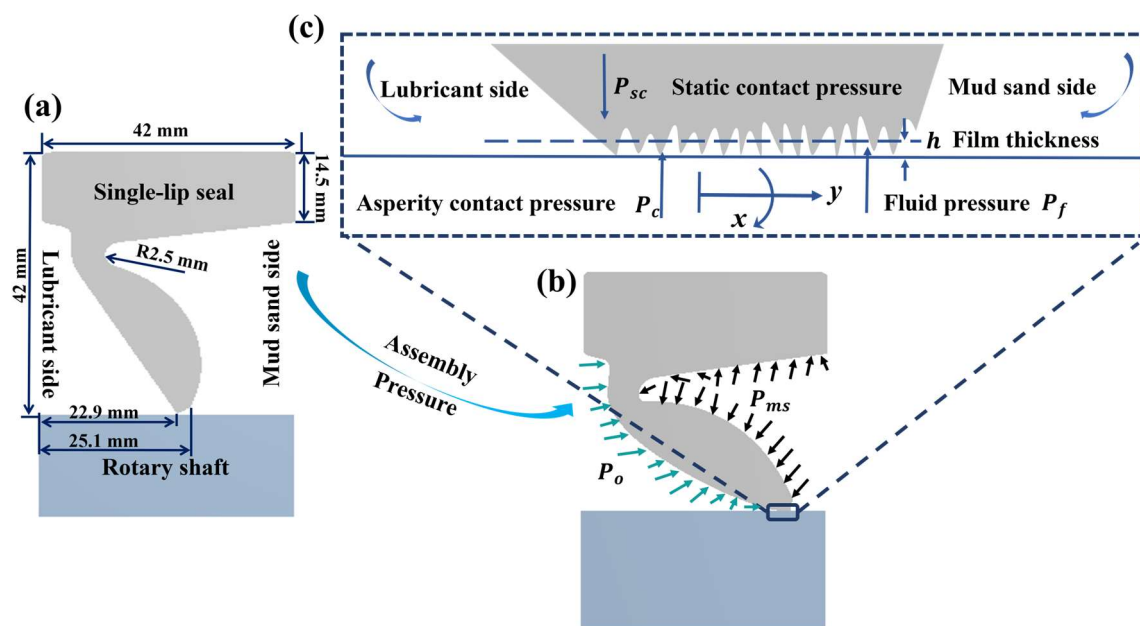 (a)
42 mm
42 mm
14.5 mm
Single-lip seal
R2.5 mm
Lubricant side
Mud sand side
22.9 mm
25.1 mm
Rotary shaft
Assembly
Pressure
(b)
P_ms
P_o
(c)
Lubricant side
P_sc
Static contact pressure
Mud sand side
h Film thickness
Asperity contact pressure P_c
y
x
Fluid pressure P_f